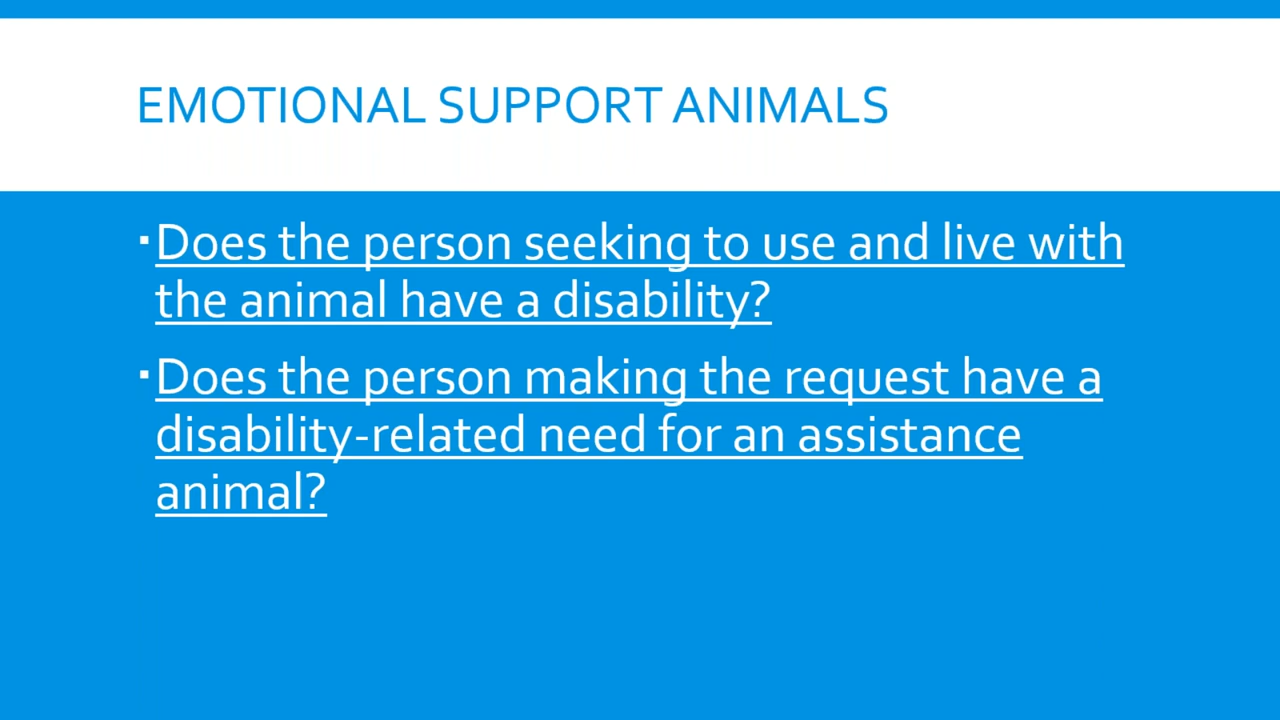 EMOTIONAL SUPPORT ANIMALS
▪Does the person seeking to use and live with
the animal have a disability?
▪Does the person making the request have a
disability-related need for an assistance
animal?